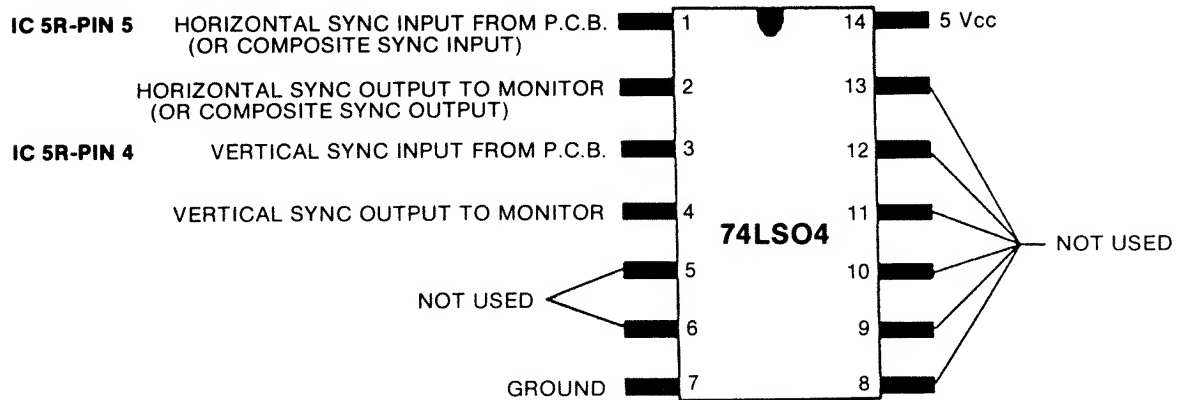 IC 5R-PIN 5 HORIZONTAL SYNC INPUT FROM P.C.B. 1 14 5 Vcc
(OR COMPOSITE SYNC INPUT)
HORIZONTAL SYNC OUTPUT TO MONITOR 2 13
(OR COMPOSITE SYNC OUTPUT)
IC 5R-PIN 4 VERTICAL SYNC INPUT FROM P.C.B. 3 12
VERTICAL SYNC OUTPUT TO MONITOR 4 11
74LSO4
NOT USED
5 10
NOT USED
6 9
GROUND 7 8